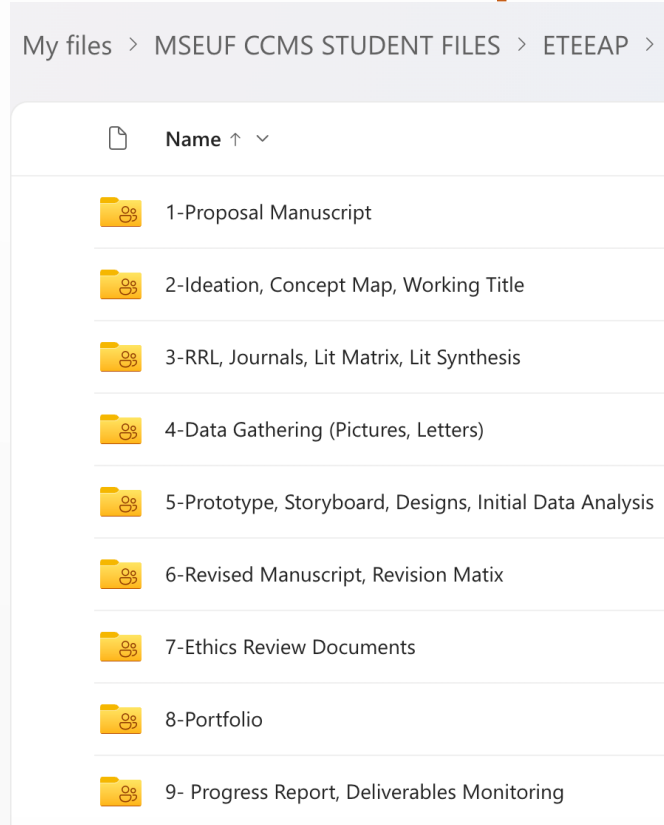 My files > MSEUF CCMS STUDENT FILES > ETEEAP >
Name
1-Proposal Manuscript
2-Ideation, Concept Map, Working Title
3-RRL, Journals, Lit Matrix, Lit Synthesis
4-Data Gathering (Pictures, Letters)
5-Prototype, Storyboard, Designs, Initial Data Analysis
6-Revised Manuscript, Revision Matix
7-Ethics Review Documents
8-Portfolio
9- Progress Report, Deliverables Monitoring